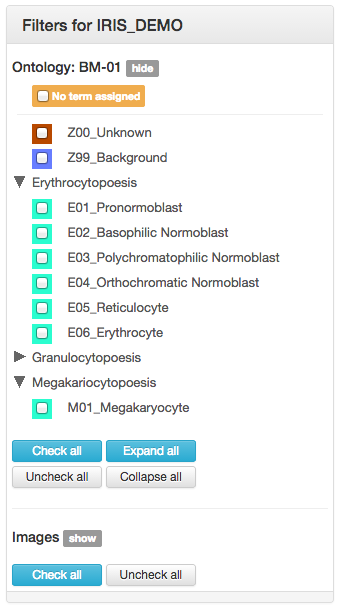 Filters for IRIS_DEMO
Ontology: BM-01 hide
No term assigned
Z00_Unknown
Z99_Background
Erythrocytopoesis
E01_Pronormoblast
E02_Basophilic Normoblast
E03_Polychromatophilic Normoblast
E04_Orthochromatic Normoblast
E05_Reticulocyte
E06_Erythrocyte
Granulocytopoesis
Megakariocytopoesis
M01_Megakaryocyte
Check all Expand all
Uncheck all Collapse all
Images show
Check all Uncheck all